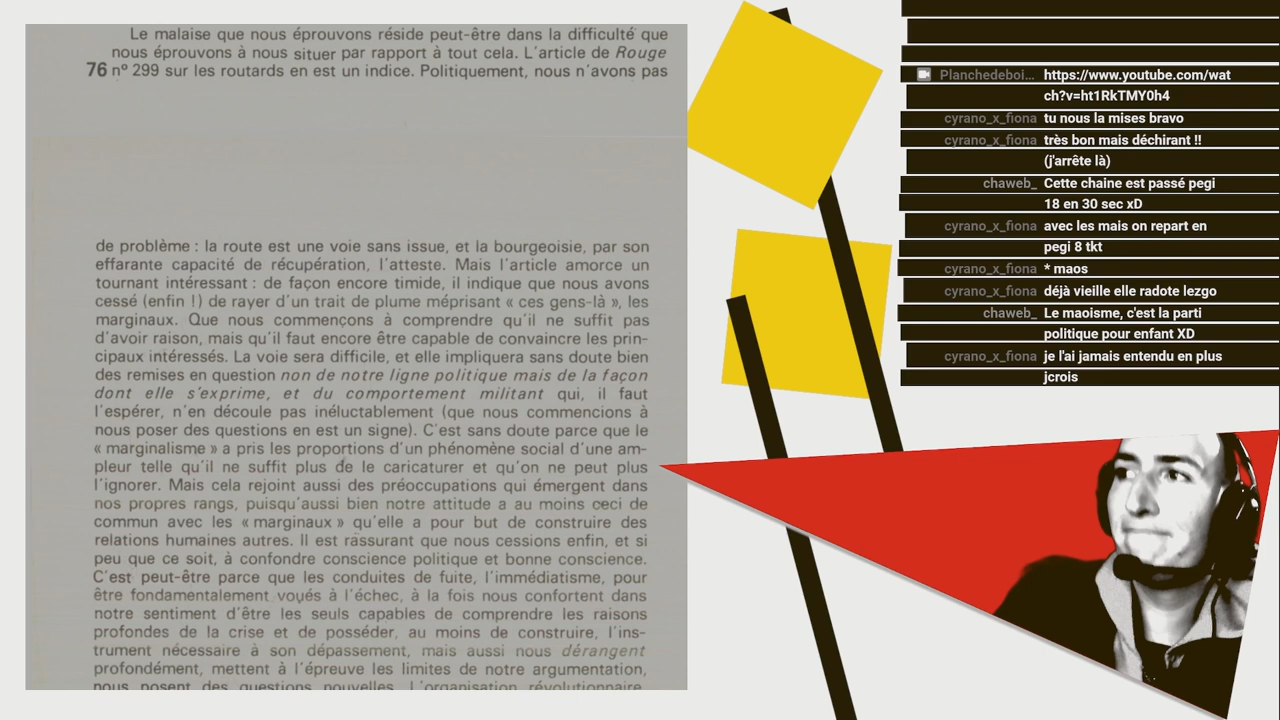 Le malaise que nous éprouvons réside peut-être dans la difficulté que
nous éprouvons à nous situer par rapport à tout cela. L'article de Rouge
76 nº 299 sur les routards en est un indice. Politiquement, nous n'avons pas
de problème : la route est une voie sans issue, et la bourgeoisie, par son
effarante capacité de récupération, l'atteste. Mais l'article amorce un
tournant intéressant : de façon encore timide, il indique que nous avons
cessé (enfin !) de rayer d'un trait de plume méprisant « ces gens-là », les
marginaux. Que nous commençons à comprendre qu'il ne suffit pas
d'avoir raison, mais qu'il faut encore être capable de convaincre les prin-
cipaux intéressés. La voie sera difficile, et elle impliquera sans doute bien
des remises en question non de notre ligne politique mais de la façon
dont elle s'exprime, et du comportement militant qui, il faut
l'espérer, n'en découle pas inéluctablement (que nous commencions à
nous poser des questions en est un signe). C'est sans doute parce que le
« marginalisme » a pris les proportions d'un phénomène social d'une am-
pleur telle qu'il ne suffit plus de le caricaturer et qu'on ne peut plus
l'ignorer. Mais cela rejoint aussi des préoccupations qui émergent dans
nos propres rangs, puisqu'aussi bien notre attitude a au moins ceci de
commun avec les « marginaux » qu'elle a pour but de construire des
relations humaines autres. Il est rassurant que nous cessions enfin, et si
peu que ce soit, à confondre conscience politique et bonne conscience.
C'est peut-être parce que les conduites de fuite, l'immédiatisme, pour
être fondamentalement voués à l'échec, à la fois nous confortent dans
notre sentiment d'être les seuls capables de comprendre les raisons
profondes de la crise et de posséder, au moins de construire, l'ins-
trument nécessaire à son dépassement, mais aussi nous dérangent
profondément, mettent à l'épreuve les limites de notre argumentation,
nous posent des questions nouvelles. L'organisation révolutionnaire,
Planchedeboi... https://www.youtube.com/wat
ch?v=ht1RkTMY0h4
cyrano_x_fiona tu nous la mises bravo
cyrano_x_fiona très bon mais déchirant !!
(j'arrête là)
chaweb_ Cette chaine est passé pegi
18 en 30 sec xD
cyrano_x_fiona avec les mais on repart en
pegi 8 tkt
cyrano_x_fiona * maos
cyrano_x_fiona déjà vieille elle radote lezgo
chaweb_ Le maoisme, c'est la parti
politique pour enfant XD
cyrano_x_fiona je l'ai jamais entendu en plus
jcrois